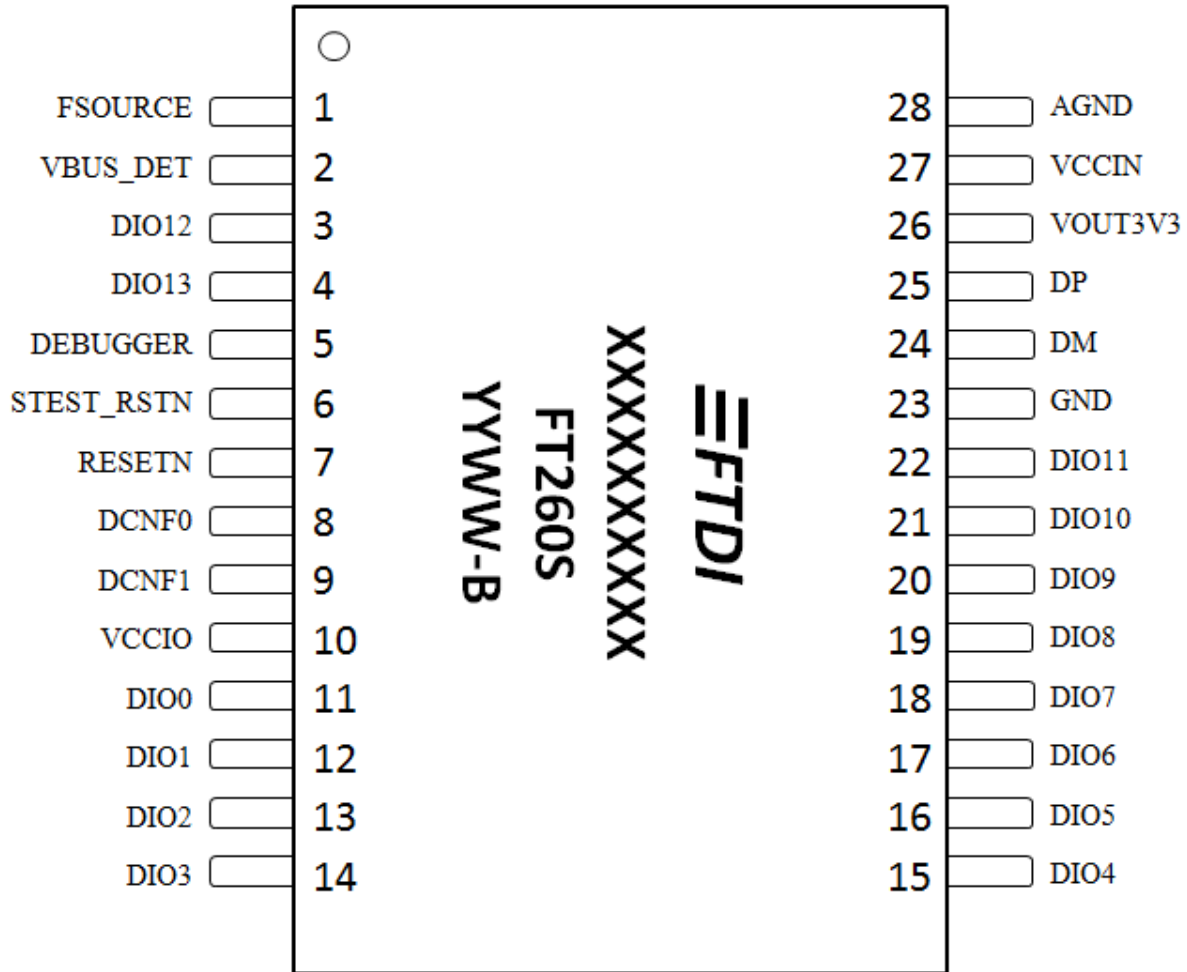 FSOURCE 1 28 AGND
VBUS_DET 2 27 VCCIN
DIO12 3 26 VOUT3V3
DIO13 4 25 DP
DEBUGGER 5 24 DM
STEST_RSTN 6 23 GND
RESETN 7 22 DIO11
DCNF0 8 21 DIO10
DCNF1 9 20 DIO9
VCCIO 10 19 DIO8
DIO0 11 18 DIO7
DIO1 12 17 DIO6
DIO2 13 16 DIO5
DIO3 14 15 DIO4
FTDI
XXXXXXXXXX
FT260S
YYWW-B